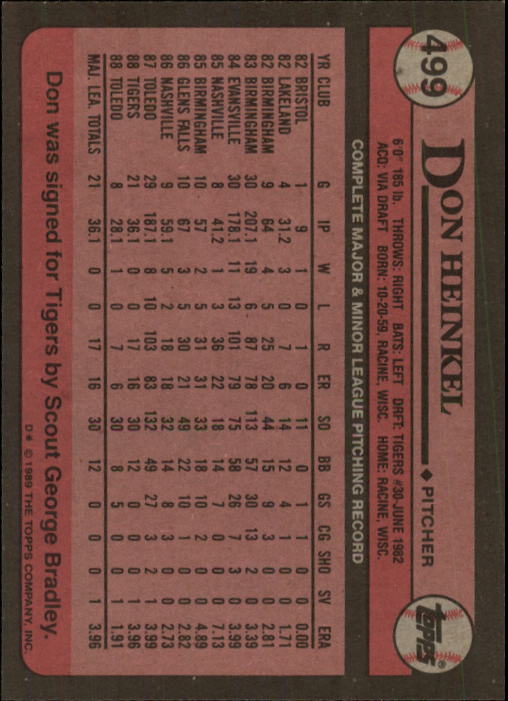 499
DON HEINKEL ♦ PITCHER
TOPPS
6'0" 185 lb. THROWS: RIGHT BATS: LEFT DRFT: TIGERS #30-JUNE 1982
ACQ: VIA DRAFT BORN: 10-20-59, RACINE, WISC. HOME: RACINE, WISC.
COMPLETE MAJOR & MINOR LEAGUE PITCHING RECORD
YR CLUB G IP W L R ER SO BB GS CG SHO SV ERA
82 BRISTOL 1 9 1 0 1 0 11 0 1 1 0 0 0.00
82 LAKELAND 4 31.2 3 0 7 6 14 12 4 1 0 0 1.71
82 BIRMINGHAM 9 64 4 5 25 20 44 15 9 3 0 0 2.81
83 BIRMINGHAM 30 207.1 19 6 87 78 113 57 30 13 2 0 3.39
84 EVANSVILLE 30 178.1 11 13 101 79 75 58 26 7 3 0 3.99
85 NASHVILLE 8 41.2 1 3 36 22 18 14 7 0 0 0 7.13
85 BIRMINGHAM 10 57 2 5 31 31 33 18 10 2 0 0 4.89
86 GLENS FALLS 10 67 3 5 30 21 49 22 10 1 0 0 2.82
86 NASHVILLE 9 59.1 5 2 18 18 32 14 8 3 0 0 2.73
87 TOLEDO 29 187.1 8 10 103 83 132 49 27 3 2 1 3.99
88 TIGERS 21 36.1 0 0 17 16 30 12 0 0 0 1 3.96
88 TOLEDO 8 28.1 1 0 7 6 30 8 5 0 0 1 1.91
MAJ. LEA. TOTALS 21 36.1 0 0 17 16 30 12 0 0 0 1 3.96
Don was signed for Tigers by Scout George Bradley.
D* © 1989 THE TOPPS COMPANY, INC.